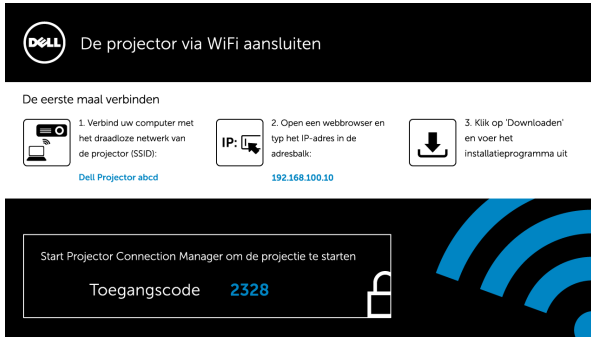 DELL
De projector via WiFi aansluiten
De eerste maal verbinden
1. Verbind uw computer met
het draadloze netwerk van
de projector (SSID):
Dell Projector abcd
IP:
2. Open een webbrowser en
typ het IP-adres in de
adresbalk:
192.168.100.10
3. Klik op 'Downloaden'
en voer het
installatieprogramma uit
Start Projector Connection Manager om de projectie te starten
Toegangscode 2328